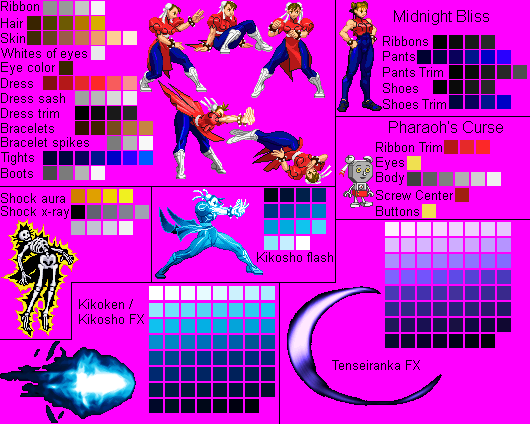 Ribbon
Hair
Skin
Whites of eyes
Eye color
Dress
Dress sash
Dress trim
Bracelets
Bracelet spikes
Tights
Boots
Midnight Bliss
Ribbons
Pants
Pants Trim
Shoes
Shoes Trim
Pharaoh's Curse
Ribbon Trim
Eyes
Body
Screw Center
Buttons
Shock aura
Shock x-ray
Kikosho flash
Kikoken /
Kikosho FX
Tenseiranka FX